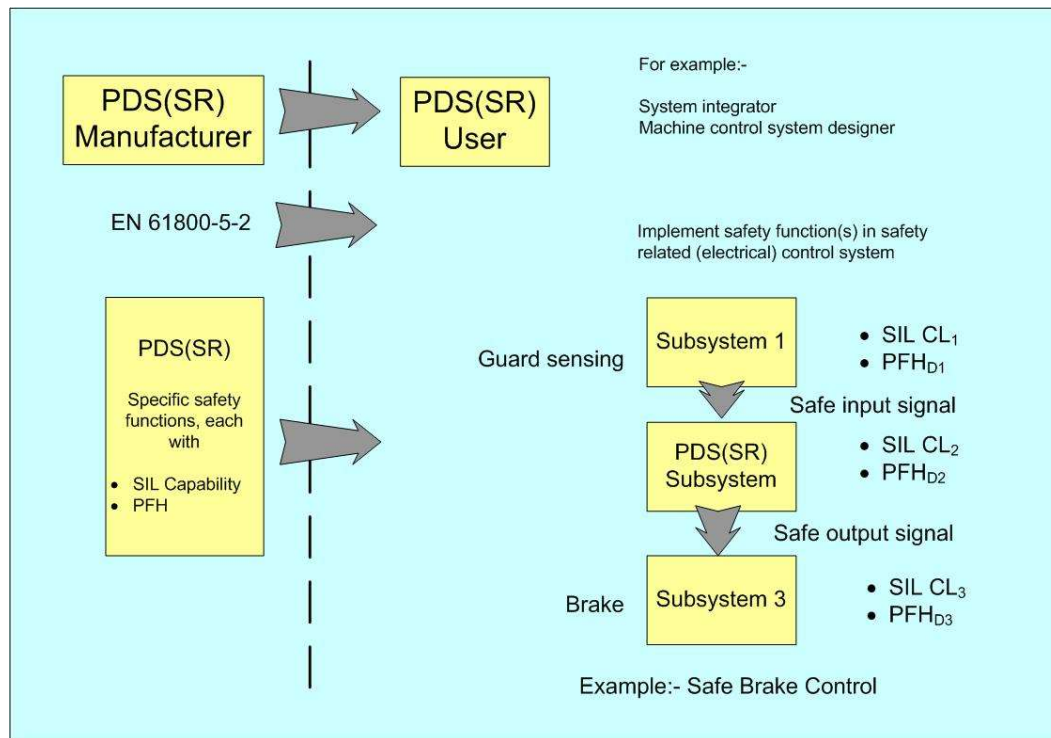 PDS(SR)
Manufacturer
PDS(SR)
User
For example:-
System integrator
Machine control system designer
EN 61800-5-2
Implement safety function(s) in safety
related (electrical) control system
PDS(SR)
Specific safety
functions, each
with
• SIL Capability
• PFH
Guard sensing
Subsystem 1
• SIL CL₁
• PFH_D1
Safe input signal
PDS(SR)
Subsystem
• SIL CL₂
• PFH_D2
Safe output signal
Brake
Subsystem 3
• SIL CL₃
• PFH_D3
Example:- Safe Brake Control